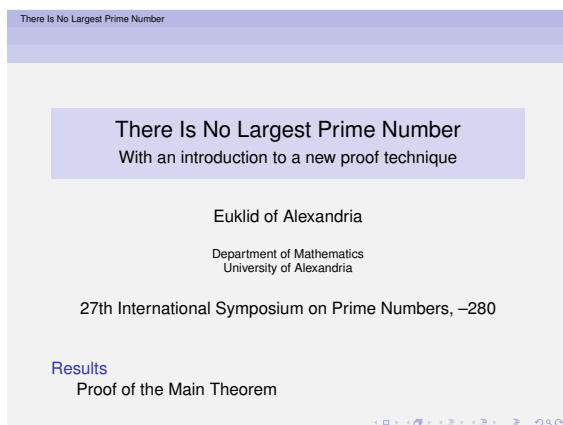 There Is No Largest Prime Number
There Is No Largest Prime Number
With an introduction to a new proof technique
Euklid of Alexandria
Department of Mathematics
University of Alexandria
27th International Symposium on Prime Numbers, –280
Results
Proof of the Main Theorem